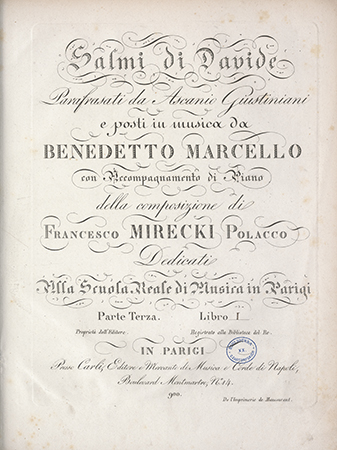 Salmi di Davide
Parafrasati da Ascanio Giustiniani
e posti in musica da
BENEDETTO MARCELLO
con Accompagnamento di Piano
della composizione di
FRANCESCO MIRECKI POLACCO
Dedicati
Alla Scuola Reale di Musica in Parigi
Parte Terza. Libro I
Proprietà dell'Editore. Registrato alla Biblioteca del Re.
IN PARIGI
Presso Carli, Editore e Mercante di Musica e Corde di Napoli,
Boulevard Montmartre, N.º 14.
900.
De l'Imprimerie de